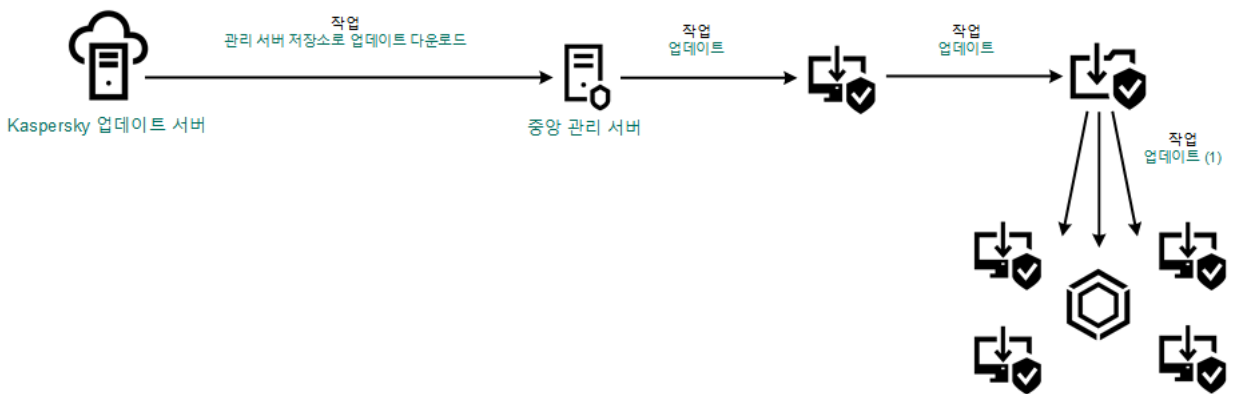 작업
관리 서버 저장소로 업데이트 다운로드
작업
업데이트
작업
업데이트
Kaspersky 업데이트 서버
중앙 관리 서버
작업
업데이트 (1)